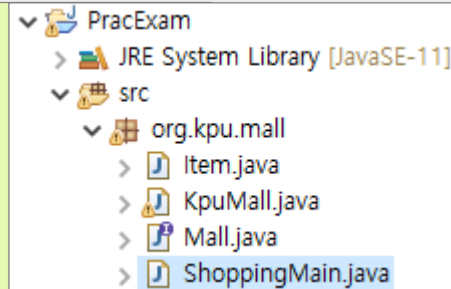 PracExam
JRE System Library [JavaSE-11]
src
org.kpu.mall
Item.java
KpuMall.java
Mall.java
ShoppingMain.java